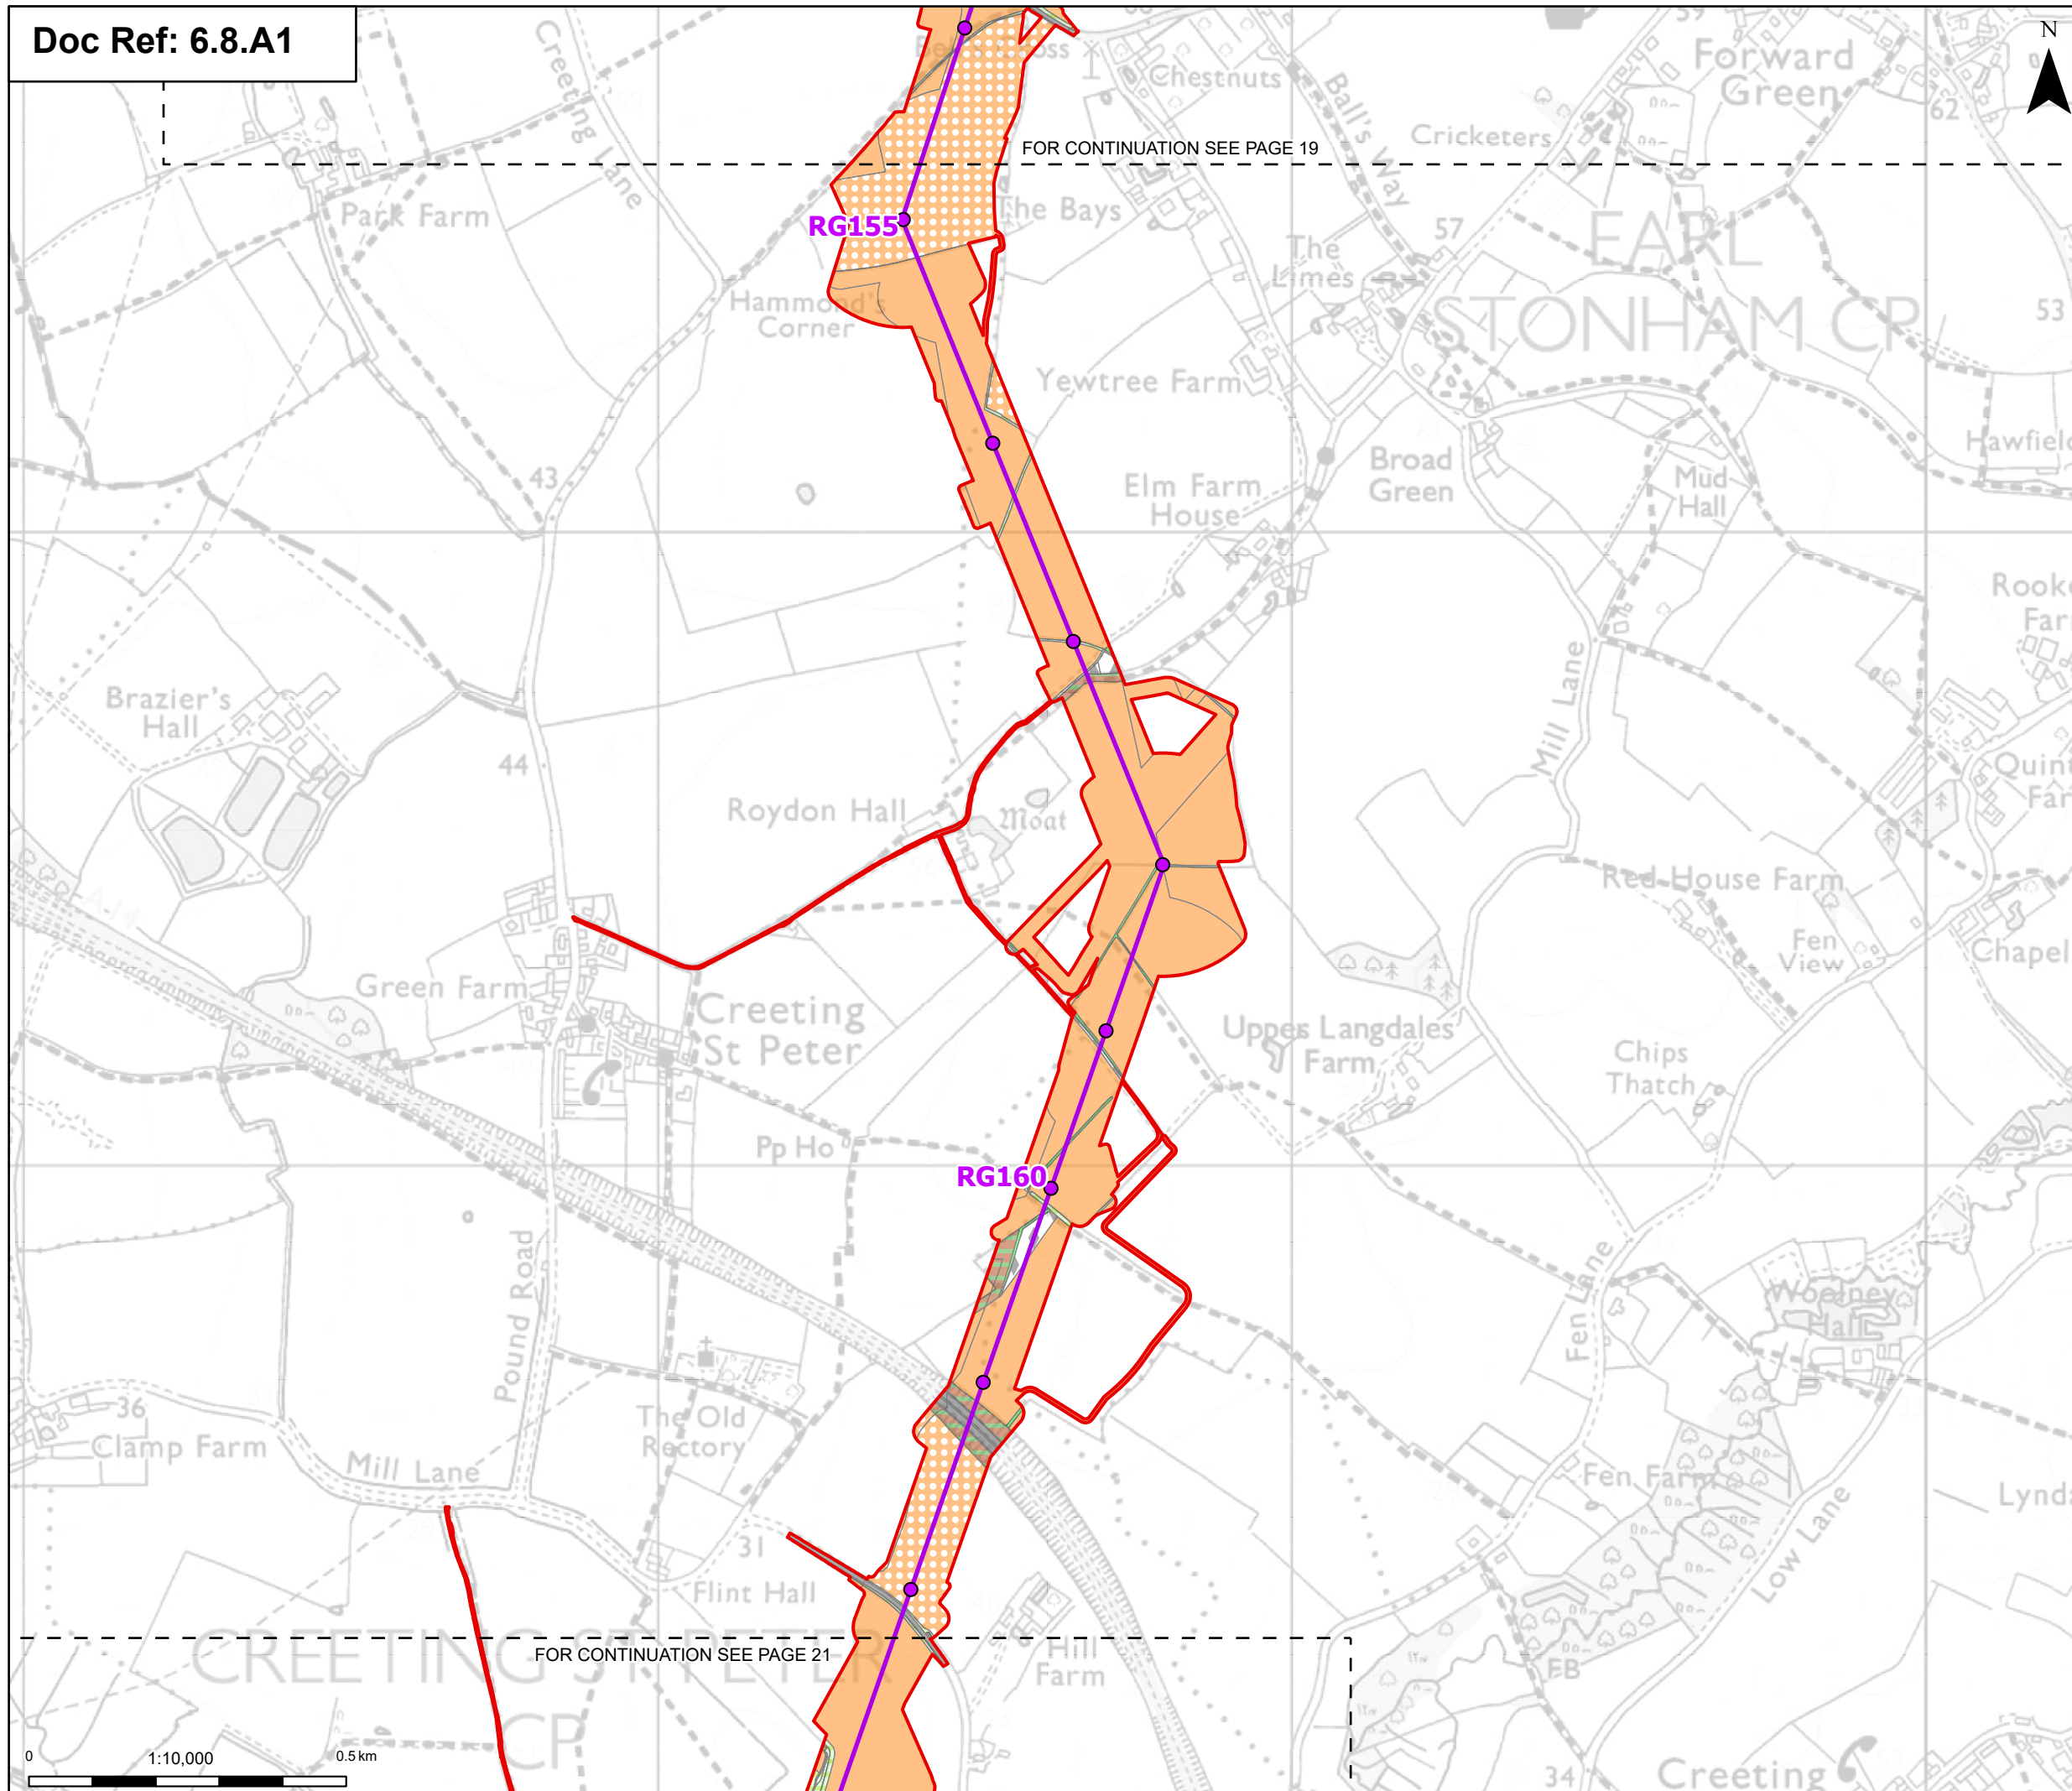 Doc Ref: 6.8.A1
N
59
Forward
Green
62
Chestnuts
Creeting Lane
Ball's Way
Cricketers
FOR CONTINUATION SEE PAGE 19
Park Farm
RG155
The Bays
57
EARL
STONHAM CP
The
Limes
53
Hammond's
Corner
Yewtree Farm
Hawfield
Broad
Green
Mud
Hall
43
Elm Farm
House
Mill Lane
Brazier's
Hall
44
Roydon Hall
Moat
Red House Farm
A 14
Fen
View
Chapel
Green Farm
Creeting
St Peter
Upper Langdales
Farm
Chips
Thatch
Pp Ho
RG160
Pound Road
Fen Lane
Woolney
Hall
36
Clamp Farm
The Old
Rectory
Mill Lane
Fen Farm
Low Lane
31
Flint Hall
CREETING ST PETER
CP
FOR CONTINUATION SEE PAGE 21
Hill
Farm
FB
0
1:10,000
0.5 km
34
Creeting